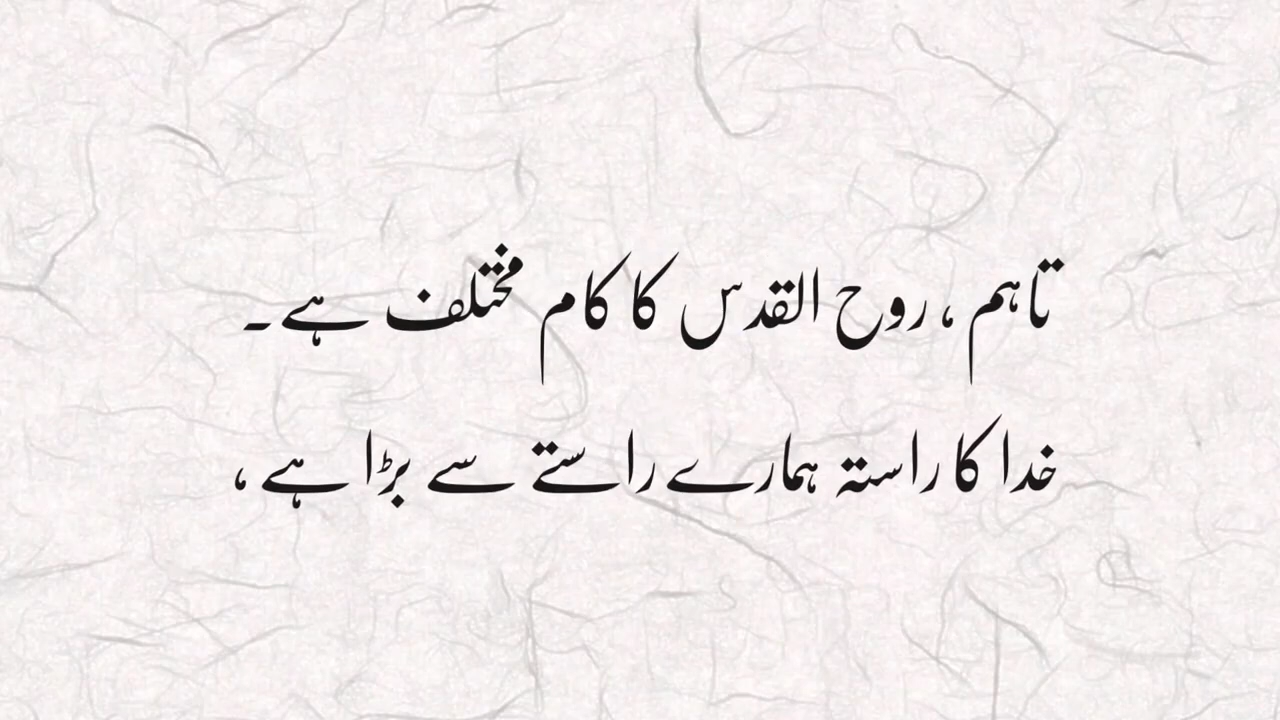 تاہم ، روح القدس کا کام مختلف ہے۔
خدا کا راستہ ہمارے راستے سے بڑا ہے ،